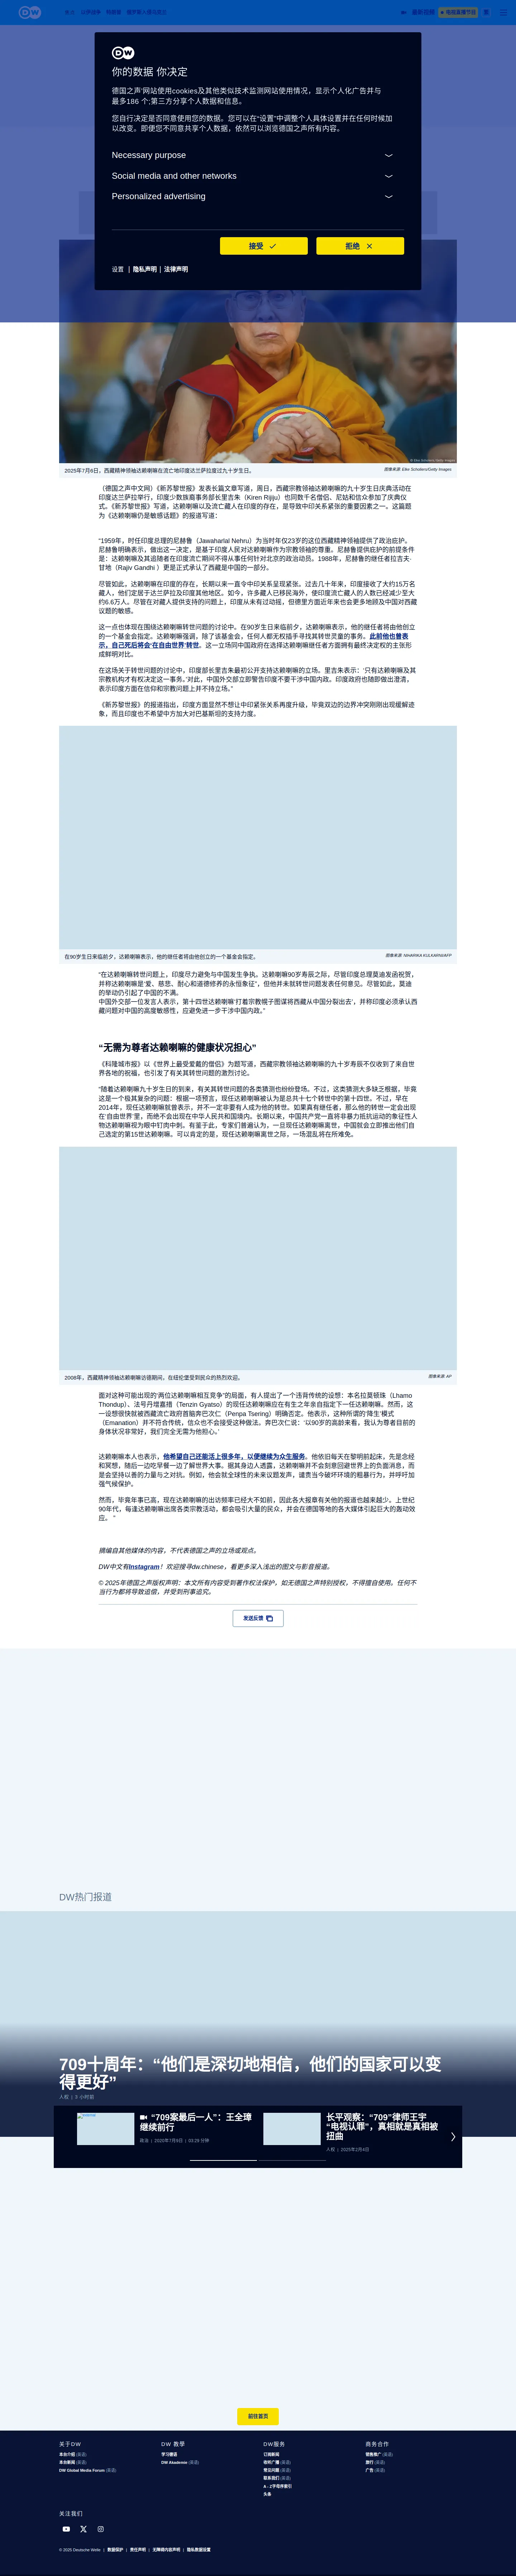 DW
最新视频
电视直播节目
DW
你的数据 你决定
德国之声'网站使用cookies及其他类似技术监测网站使用情况，显示个人化广告并与
最多186 个;第三方分享个人数据和信息。
您自行决定是否同意使用您的数据。您可以在“设置”中调整个人具体设置并在任何时候加
以改变。即便您不同意共享个人数据，依然可以浏览德国之声所有内容。
Necessary purpose
Social media and other networks
Personalized advertising
接受
拒绝
设置 | 隐私声明 | 法律声明
© Elke Scholiers/Getty Images
2025年7月6日，西藏精神领袖达赖喇嘛在流亡地印度达兰萨拉度过九十岁生日。
图像来源: Elke Scholiers/Getty Images
（德国之声中文网）《新苏黎世报》发表长篇文章写道，周日，西藏宗教领袖达赖喇嘛的九十岁生日庆典活动在
印度达兰萨拉举行，印度少数族裔事务部长里吉朱（Kiren Rijiju）也同数千名僧侣、尼姑和信众参加了庆典仪
式。《新苏黎世报》写道，达赖喇嘛以及流亡藏人在印度的存在，是导致中印关系紧张的重要因素之一。这篇题
为《达赖喇嘛仍是敏感话题》的报道写道：
“1959年，时任印度总理的尼赫鲁（Jawaharlal Nehru）为当时年仅23岁的这位西藏精神领袖提供了政治庇护。
尼赫鲁明确表示，做出这一决定，是基于印度人民对达赖喇嘛作为宗教领袖的尊重。尼赫鲁提供庇护的前提条件
是：达赖喇嘛及其追随者在印度流亡期间不得从事任何针对北京的政治动员。1988年，尼赫鲁的继任者拉吉夫·
甘地（Rajiv Gandhi ）更是正式承认了西藏是中国的一部分。
尽管如此，达赖喇嘛在印度的存在，长期以来一直令中印关系呈现紧张。过去几十年来，印度接收了大约15万名
藏人，他们定居于达兰萨拉及印度其他地区。如今，许多藏人已移民海外，使印度流亡藏人的人数已经减少至大
约6.6万人。尽管在对藏人提供支持的问题上，印度从未有过动摇，但德里方面近年来也会更多地顾及中国对西藏
议题的敏感。
这一点也体现在围绕达赖喇嘛转世问题的讨论中。在90岁生日来临前夕，达赖喇嘛表示，他的继任者将由他创立
的一个基金会指定。达赖喇嘛强调，除了该基金会，任何人都无权插手寻找其转世灵童的事务。此前他也曾表
示，自己死后将会‘在自由世界’转世。这一立场同中国政府在选择达赖喇嘛继任者方面拥有最终决定权的主张形
成鲜明对比。
在这场关于转世问题的讨论中，印度部长里吉朱最初公开支持达赖喇嘛的立场。里吉朱表示：‘只有达赖喇嘛及其
宗教机构才有权决定这一事务。’对此，中国外交部立即警告印度不要干涉中国内政。印度政府也随即做出澄清，
表示印度方面在信仰和宗教问题上并不持立场。”
《新苏黎世报》的报道指出，印度方面显然不想让中印紧张关系再度升级，毕竟双边的边界冲突刚刚出现缓解迹
象，而且印度也不希望中方加大对巴基斯坦的支持力度。
在90岁生日来临前夕，达赖喇嘛表示，他的继任者将由他创立的一个基金会指定。
图像来源: NIHARIKA KULKARNI/AFP
“在达赖喇嘛转世问题上，印度尽力避免与中国发生争执。达赖喇嘛90岁寿辰之际，尽管印度总理莫迪发函祝贺，
并称达赖喇嘛是‘爱、慈悲、耐心和道德修养的永恒象征’，但他并未就转世问题发表任何意见。尽管如此，莫迪
的举动仍引起了中国的不满。
中国外交部一位发言人表示，第十四世达赖喇嘛‘打着宗教幌子图谋将西藏从中国分裂出去’，并称印度必须承认西
藏问题对中国的高度敏感性，应避免进一步干涉中国内政。”
“无需为尊者达赖喇嘛的健康状况担心”
《科隆城市报》以《世界上最受爱戴的僧侣》为题写道，西藏宗教领袖达赖喇嘛的九十岁寿辰不仅收到了来自世
界各地的祝福，也引发了有关其转世问题的激烈讨论。
“随着达赖喇嘛九十岁生日的到来，有关其转世问题的各类猜测也纷纷登场。不过，这类猜测大多缺乏根据，毕竟
这是一个极其复杂的问题：根据一项预言，现任达赖喇嘛被认为是总共十七个转世中的第十四世。不过，早在
2014年，现任达赖喇嘛就曾表示，并不一定非要有人成为他的转世。如果真有继任者，那么他的转世一定会出现
在‘自由世界’里，而绝不会出现在中华人民共和国境内。长期以来，中国共产党一直将非暴力抵抗运动的象征性人
物达赖喇嘛视为眼中钉肉中刺。有鉴于此，专家们普遍认为，一旦现任达赖喇嘛离世，中国就会立即推出他们自
己选定的第15世达赖喇嘛。可以肯定的是，现任达赖喇嘛离世之际，一场混乱将在所难免。
2008年，西藏精神领袖达赖喇嘛访德期间，在纽伦堡受到民众的热烈欢迎。
图像来源: AP
面对这种可能出现的‘两位达赖喇嘛相互竞争’的局面，有人提出了一个违背传统的设想：本名拉莫顿珠（Lhamo
Thondup）、法号丹增嘉措（Tenzin Gyatso）的现任达赖喇嘛应在有生之年亲自指定下一任达赖喇嘛。然而，这
一设想很快就被西藏流亡政府首脑奔巴次仁（Penpa Tsering）明确否定。他表示，这种所谓的‘降生’模式
（Emanation）并不符合传统，信众也不会接受这种做法。奔巴次仁说：‘以90岁的高龄来看，我认为尊者目前的
身体状况非常好，我们完全无需为他担心。’
达赖喇嘛本人也表示，他希望自己还能活上很多年，以便继续为众生服务。他依旧每天在黎明前起床，先是念经
和冥想，随后一边吃早餐一边了解世界大事。据其身边人透露，达赖喇嘛并不会刻意回避世界上的负面消息，而
是会坚持以善的力量与之对抗。例如，他会就全球性的未来议题发声，谴责当今破坏环境的粗暴行为，并呼吁加
强气候保护。
然而，毕竟年事已高，现在达赖喇嘛的出访频率已经大不如前，因此各大报章有关他的报道也越来越少。上世纪
90年代，每逢达赖喇嘛出席各类宗教活动，都会吸引大量的民众，并会在德国等地的各大媒体引起巨大的轰动效
应。”
摘编自其他媒体的内容，不代表德国之声的立场或观点。
DW中文有Instagram！欢迎搜寻dw.chinese，看更多深入浅出的图文与影音报道。
© 2025年德国之声版权声明：本文所有内容受到著作权法保护，如无德国之声特别授权，不得擅自使用。任何不
当行为都将导致追偿，并受到刑事追究。
发送反馈
DW热门报道
709十周年：“他们是深切地相信，他们的国家可以变
得更好”
人权 | 3 小时前
“709案最后一人”：王全璋
继续前行
政治 | 2020年7月9日 | 03:29 分钟
长平观察：“709”律师王宇
“电视认罪”，真相就是真相被
扭曲
人权 | 2025年2月4日
前往首页
关于DW
本台介绍 (英语)
本台新闻 (英语)
DW Global Media Forum (英语)
DW 教學
学习德语
DW Akademie (英语)
DW服务
订阅新闻
收听广播 (英语)
常见问题 (英语)
联系我们 (英语)
A - Z字母序索引
头条
商务合作
销售推广 (英语)
旅行 (英语)
广告 (英语)
关注我们
© 2025 Deutsche Welle | 数据保护 | 责任声明 | 无障碍内容声明 | 隐私数据设置